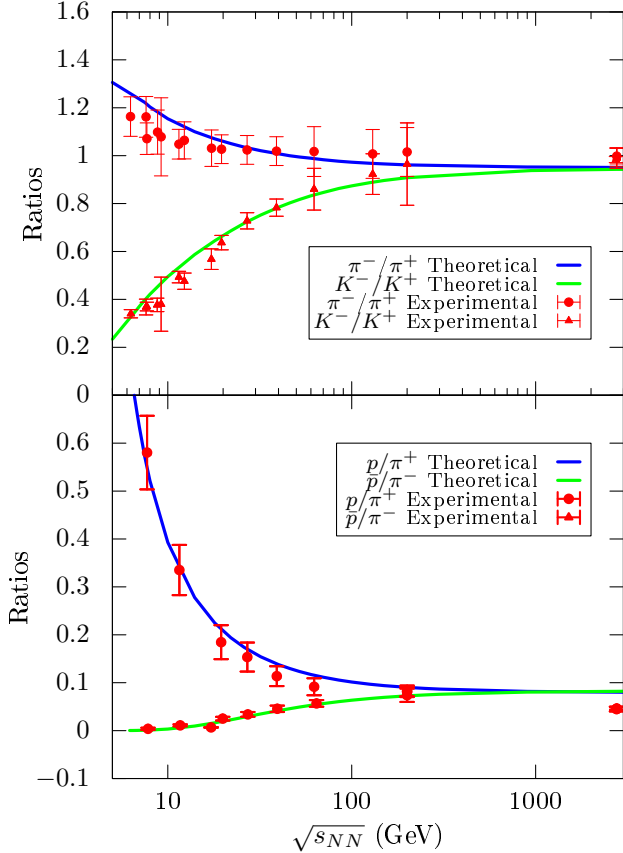 1.6
1.4
1.2
1
0.8
0.6
0.4
0.2
0
Ratios
π⁻/π⁺ Theoretical
K⁻/K⁺ Theoretical
π⁻/π⁺ Experimental
K⁻/K⁺ Experimental
0.6
0.5
0.4
0.3
0.2
0.1
0
−0.1
Ratios
p/π⁺ Theoretical
p̄/π⁻ Theoretical
p/π⁺ Experimental
p̄/π⁻ Experimental
10 100 1000
√s_NN (GeV)